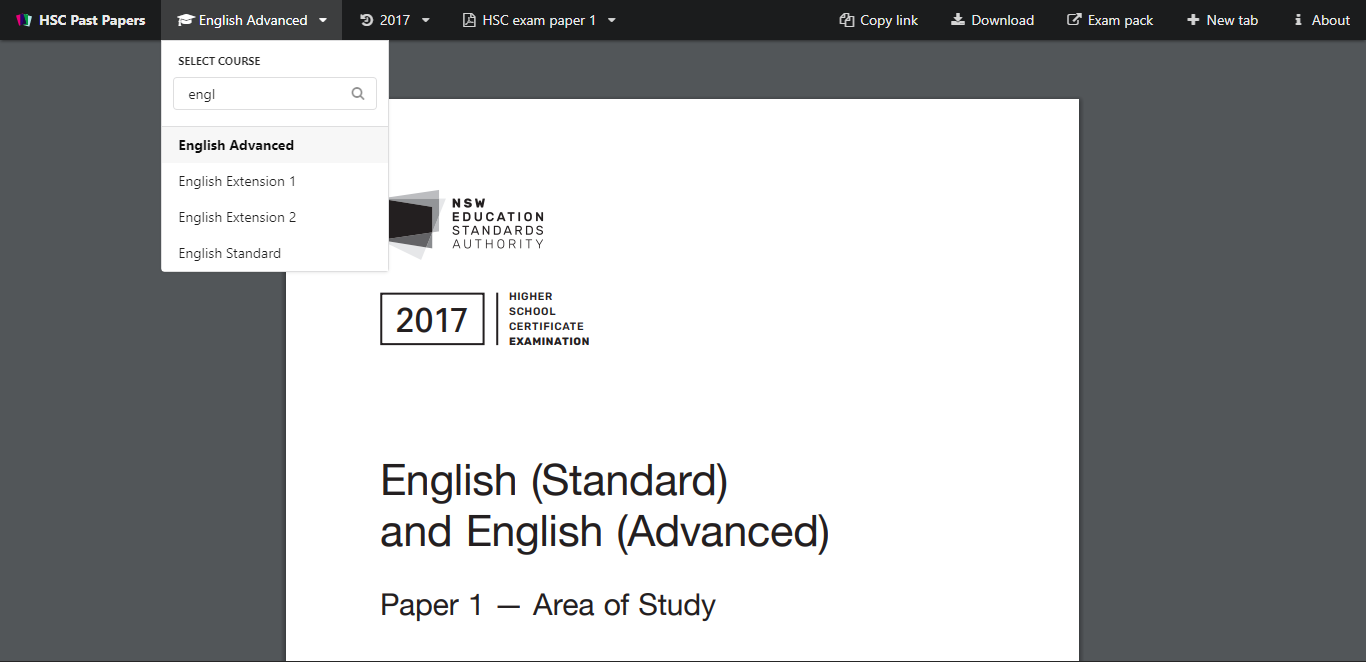 HSC Past Papers English Advanced 2017 HSC exam paper 1 Copy link Download Exam pack New tab About
SELECT COURSE
engl
English Advanced
English Extension 1
English Extension 2
English Standard
NSW
EDUCATION
STANDARDS
AUTHORITY
2017
HIGHER
SCHOOL
CERTIFICATE
EXAMINATION
English (Standard)
and English (Advanced)
Paper 1 — Area of Study